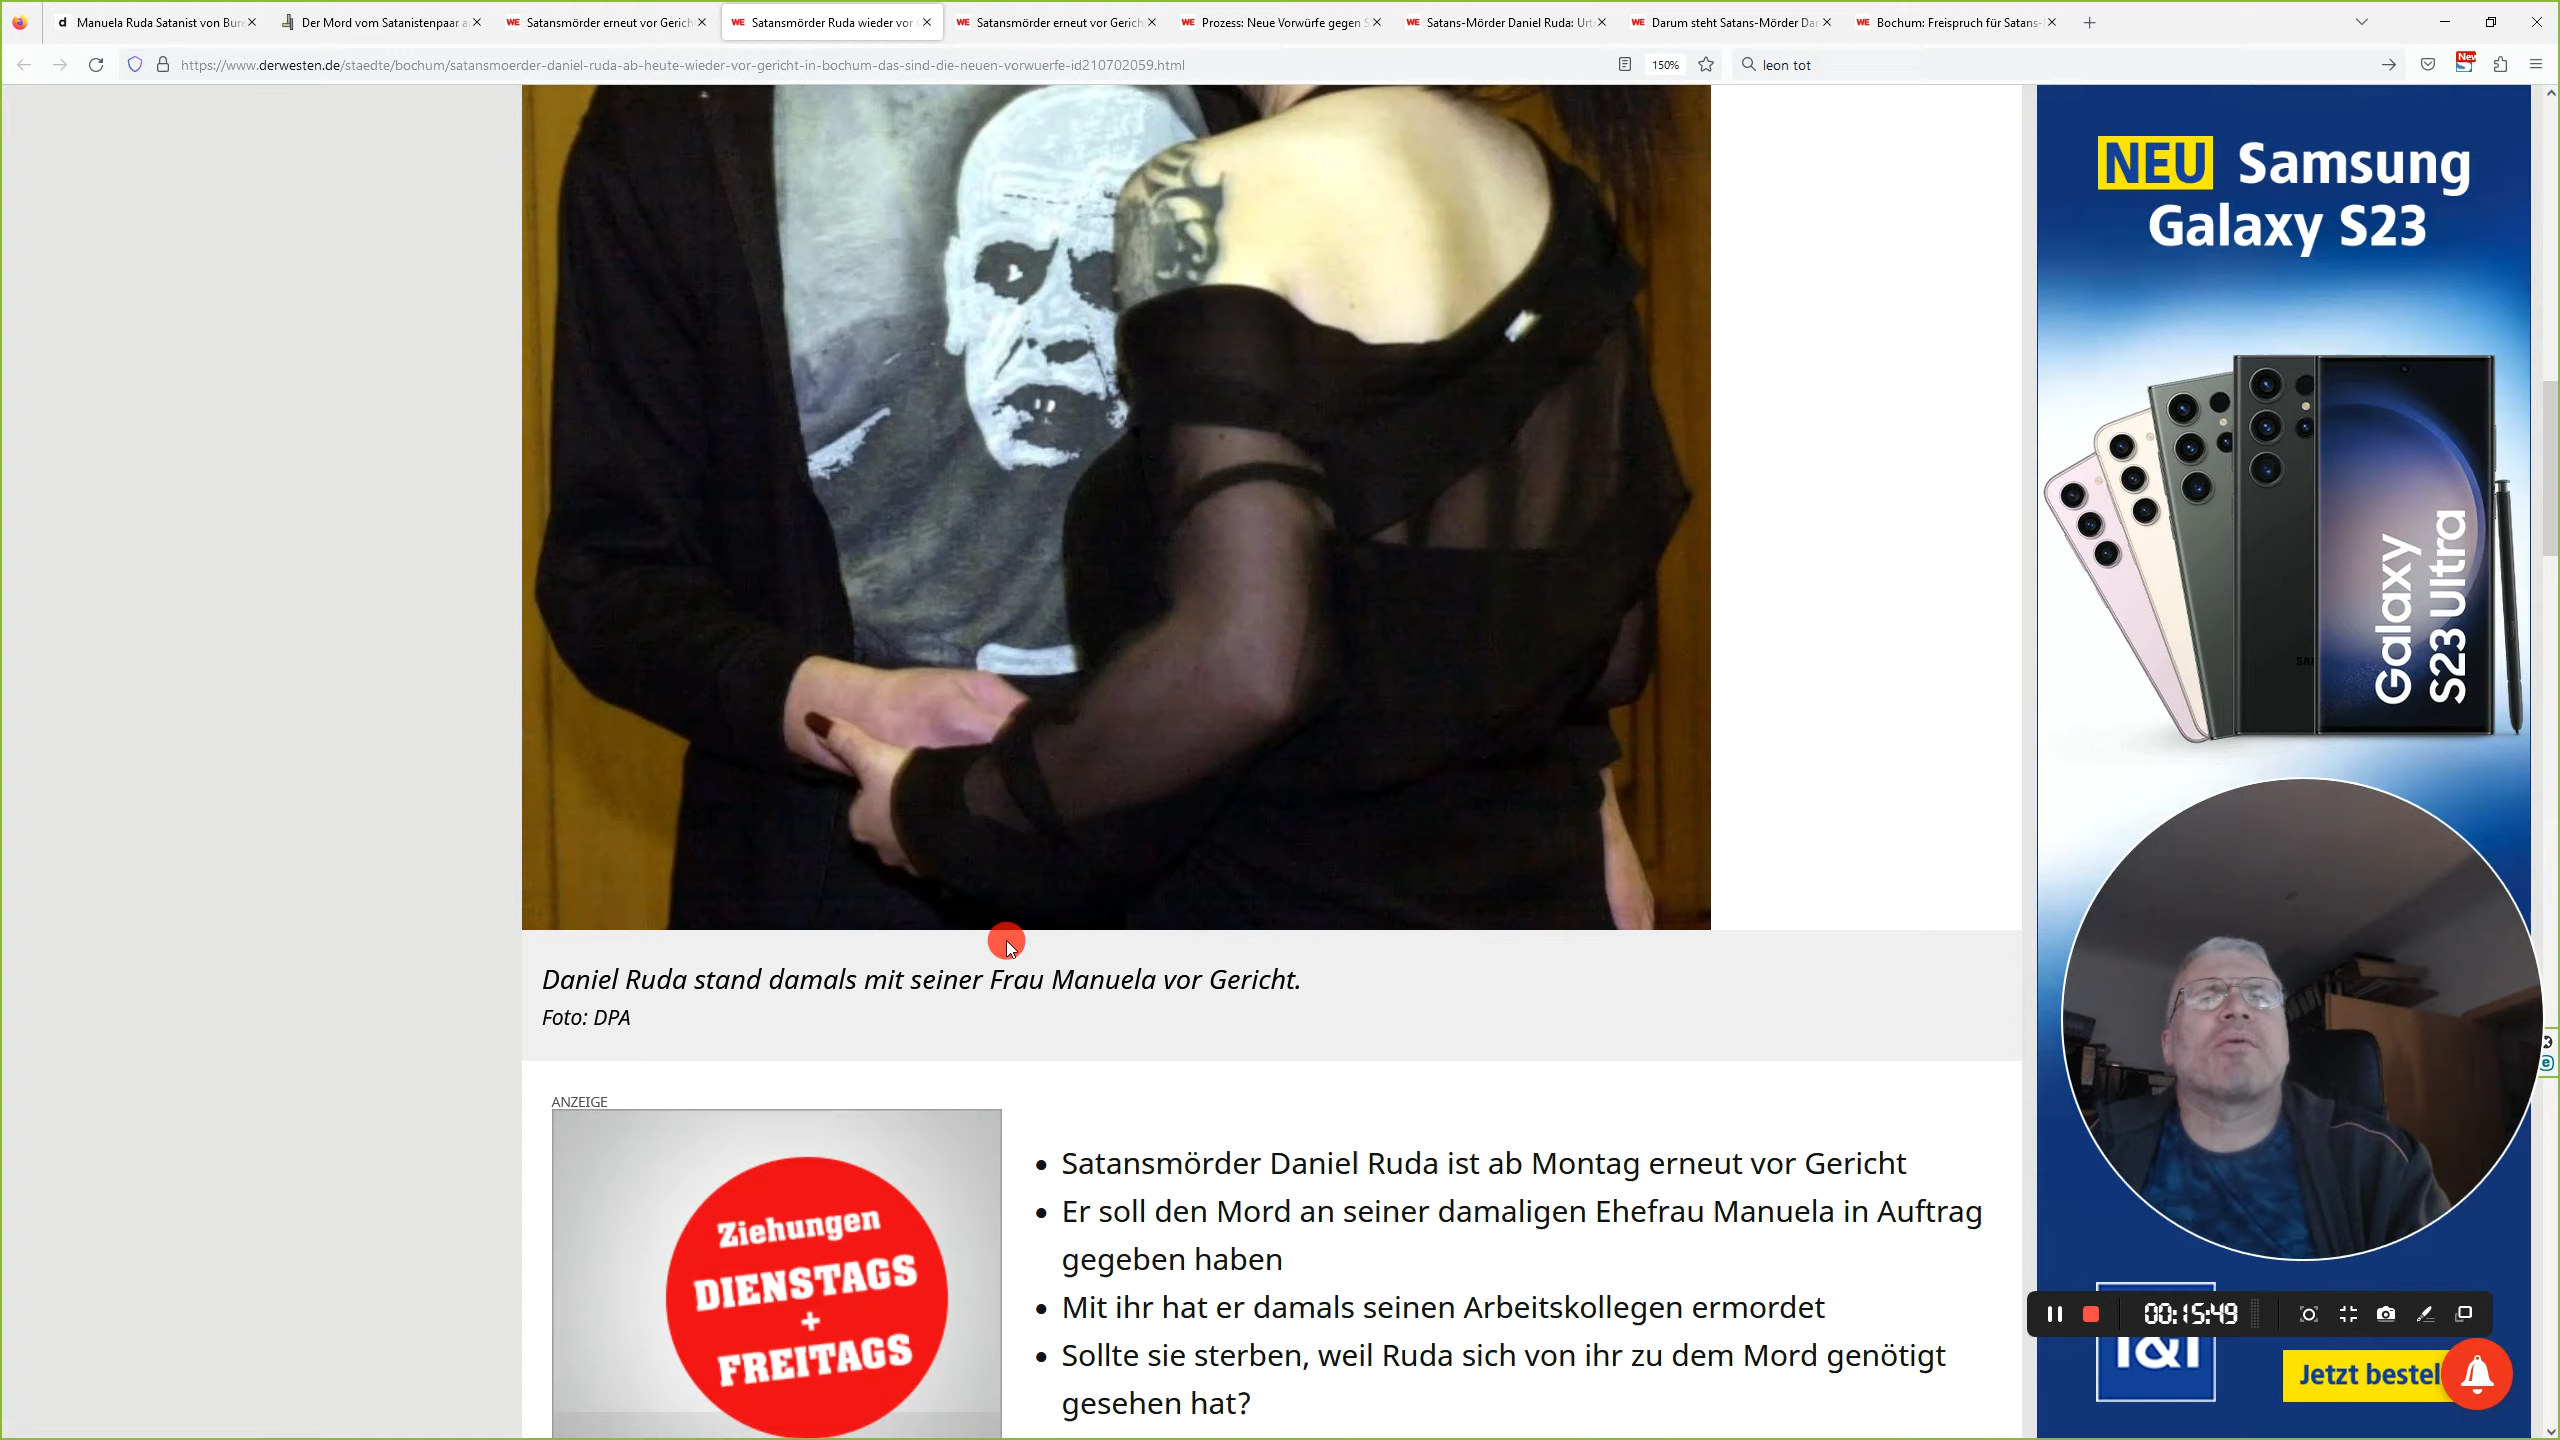 Manuela Ruda Satanist von Bur
Der Mord vom Satanistenpaar a
Satansmörder erneut vor Gerich
Satansmörder Ruda wieder vor
Satansmörder erneut vor Gerich
Prozess: Neue Vorwürfe gegen S
Satans-Mörder Daniel Ruda: Urt
Darum steht Satans-Mörder Da
Bochum: Freispruch für Satans-
https://www.derwesten.de/staedte/bochum/satansmoerder-daniel-ruda-ab-heute-wieder-vor-gericht-in-bochum-das-sind-die-neuen-vorwuerfe-id210702059.html
150%
leon tot
New
NEU Samsung
Galaxy S23
Galaxy
S23 Ultra
Daniel Ruda stand damals mit seiner Frau Manuela vor Gericht.
Foto: DPA
ANZEIGE
Ziehungen
DIENSTAGS
+
FREITAGS
• Satansmörder Daniel Ruda ist ab Montag erneut vor Gericht
• Er soll den Mord an seiner damaligen Ehefrau Manuela in Auftrag
gegeben haben
• Mit ihr hat er damals seinen Arbeitskollegen ermordet
• Sollte sie sterben, weil Ruda sich von ihr zu dem Mord genötigt
gesehen hat?
00:15:49
1&1
Jetzt bestel